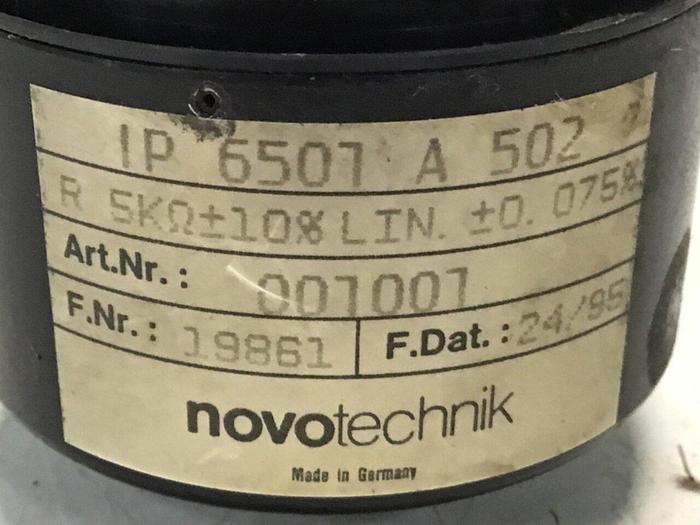 IP 6501 A 502
R 5KΩ±10% LIN. ±0.075%
Art.Nr.: 001001
F.Nr.: 19861 F.Dat.: 24/95
novotechnik
Made in Germany